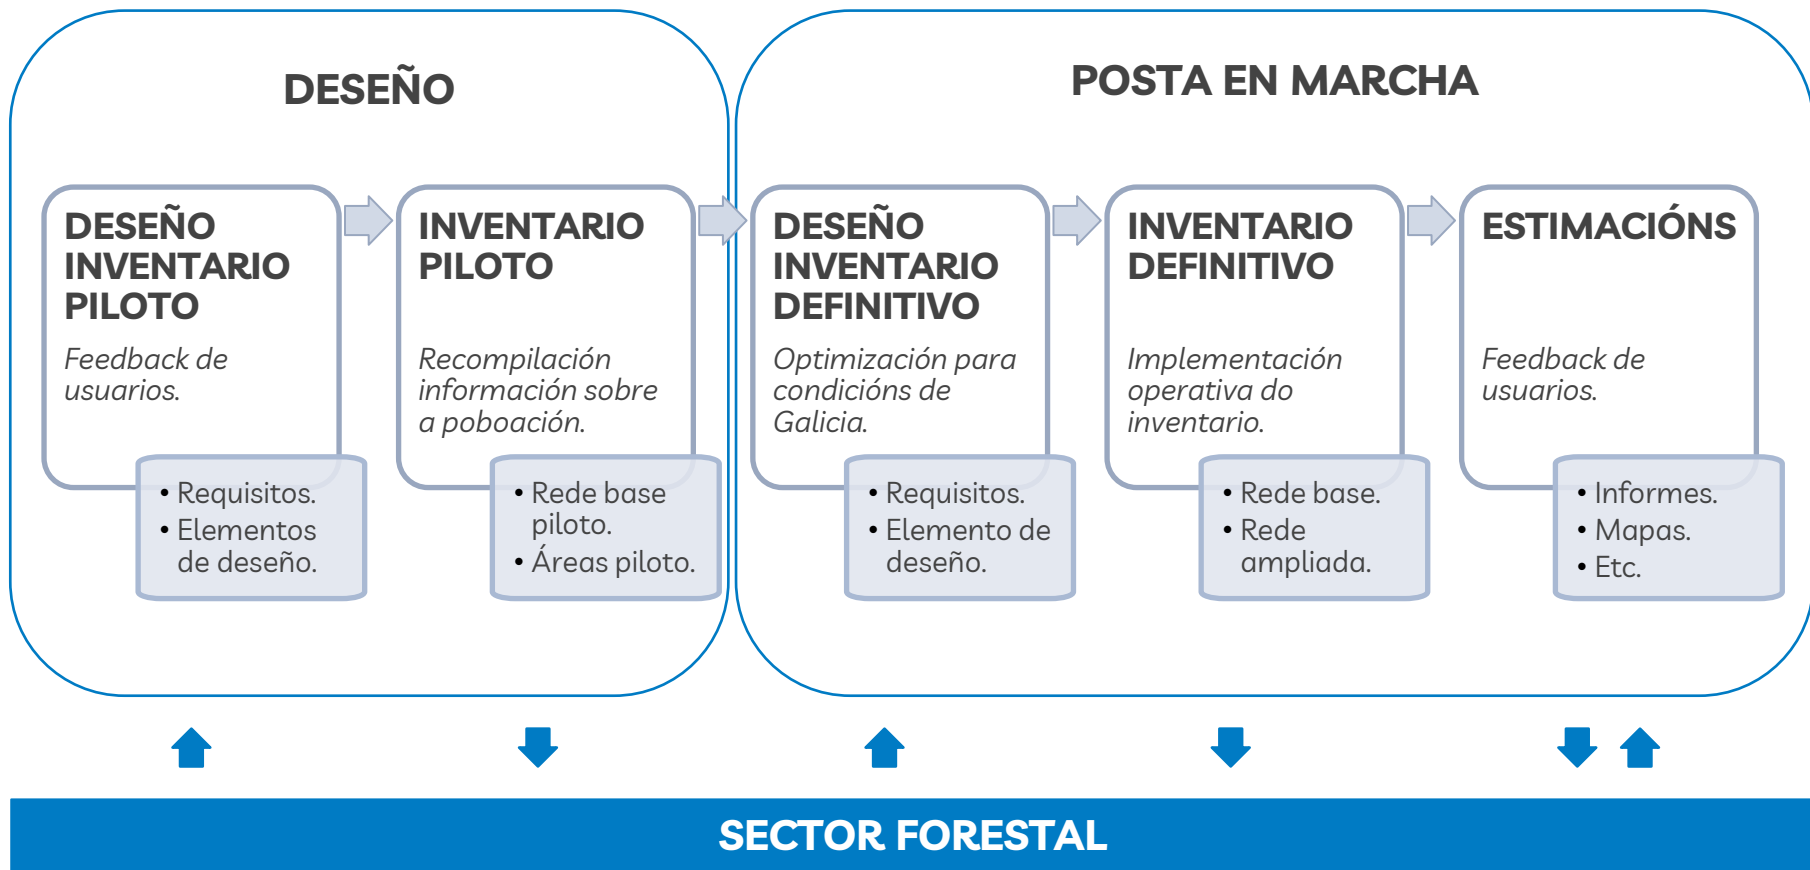 DESEÑO
DESEÑO
INVENTARIO
PILOTO
Feedback de
usuarios.
• Requisitos.
• Elementos
de deseño.
INVENTARIO
PILOTO
Recompilación
información sobre
a poboación.
• Rede base
piloto.
• Áreas piloto.
POSTA EN MARCHA
DESEÑO
INVENTARIO
DEFINITIVO
Optimización para
condicións de
Galicia.
• Requisitos.
• Elemento de
deseño.
INVENTARIO
DEFINITIVO
Implementación
operativa do
inventario.
• Rede base.
• Rede
ampliada.
ESTIMACIÓNS
Feedback de
usuarios.
• Informes.
• Mapas.
• Etc.
SECTOR FORESTAL